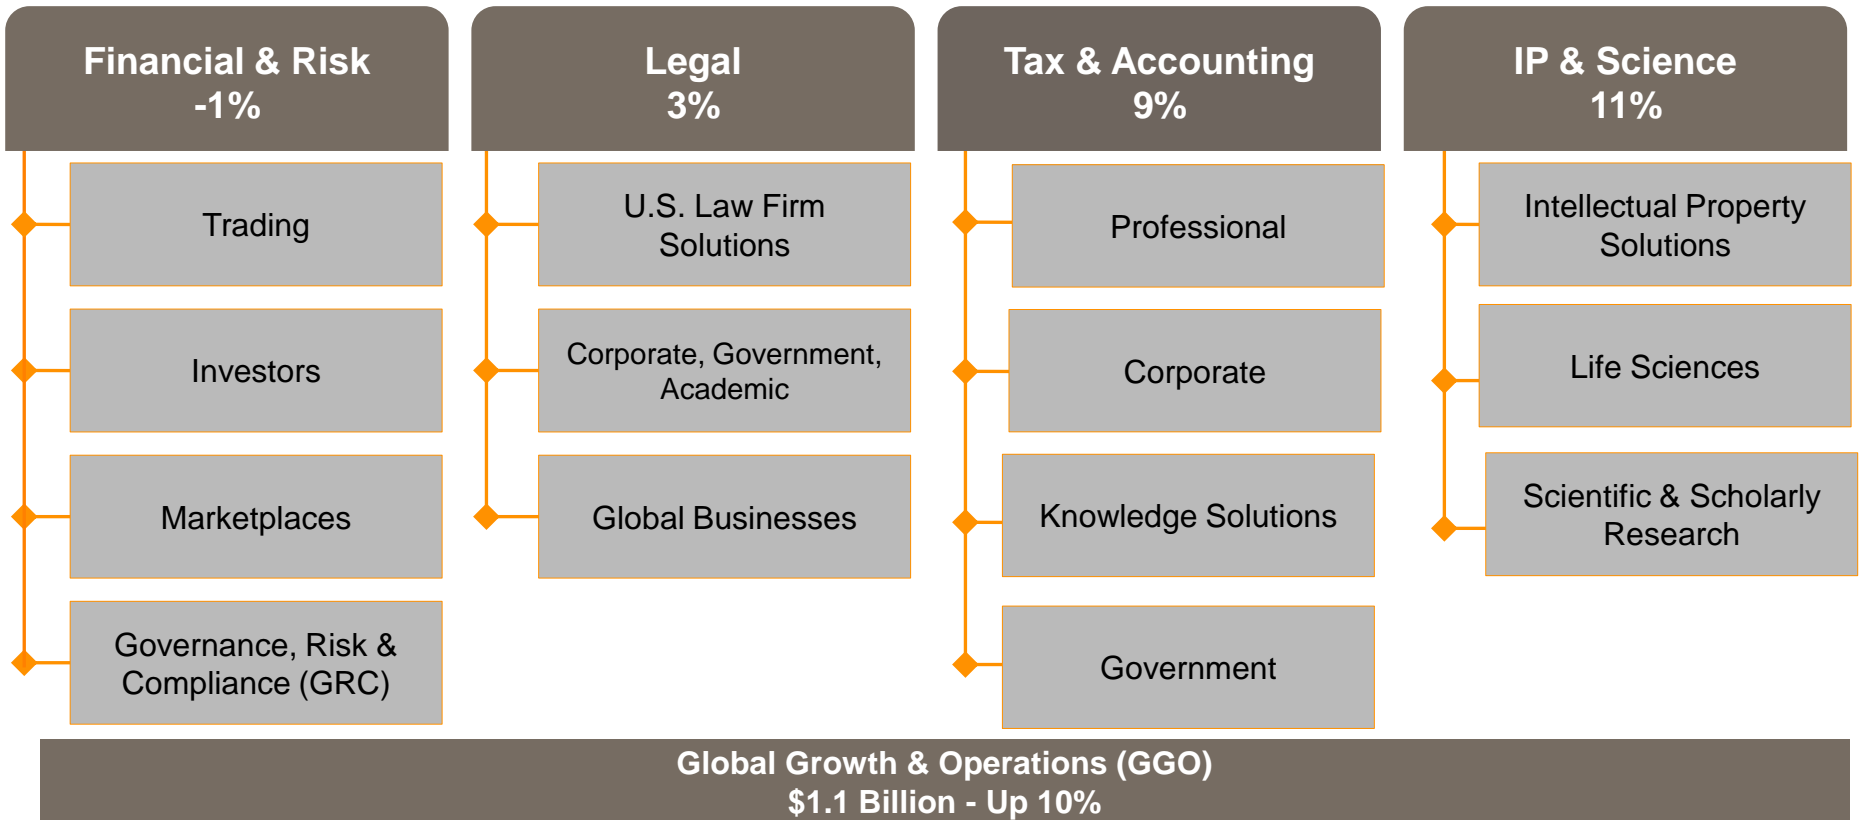 Financial & Risk
-1%
Trading
Investors
Marketplaces
Governance, Risk &
Compliance (GRC)
Legal
3%
U.S. Law Firm
Solutions
Corporate, Government,
Academic
Global Businesses
Tax & Accounting
9%
Professional
Corporate
Knowledge Solutions
Government
IP & Science
11%
Intellectual Property
Solutions
Life Sciences
Scientific & Scholarly
Research
Global Growth & Operations (GGO)
$1.1 Billion - Up 10%